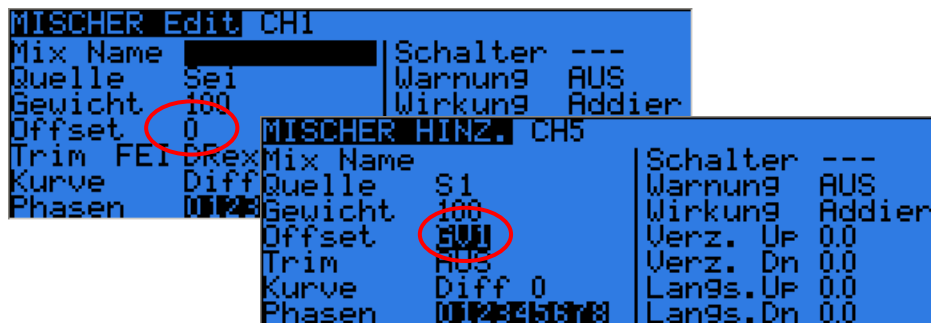 MISCHER Edit CH1
Mix Name
Schalter ---
Quelle Sei
Warnung AUS
Gewicht 100
Wirkung Addier
Offset 0
Trim FEI DRex
Kurve Diff
Phasen 0123
MISCHER HINZ. CH5
Mix Name
Schalter ---
Quelle S1
Warnung AUS
Gewicht 100
Wirkung Addier
Offset GV1
Verz. Up 0.0
Trim AUS
Verz. Dn 0.0
Kurve Diff 0
Langs.Up 0.0
Phasen 012345678
Langs.Dn 0.0